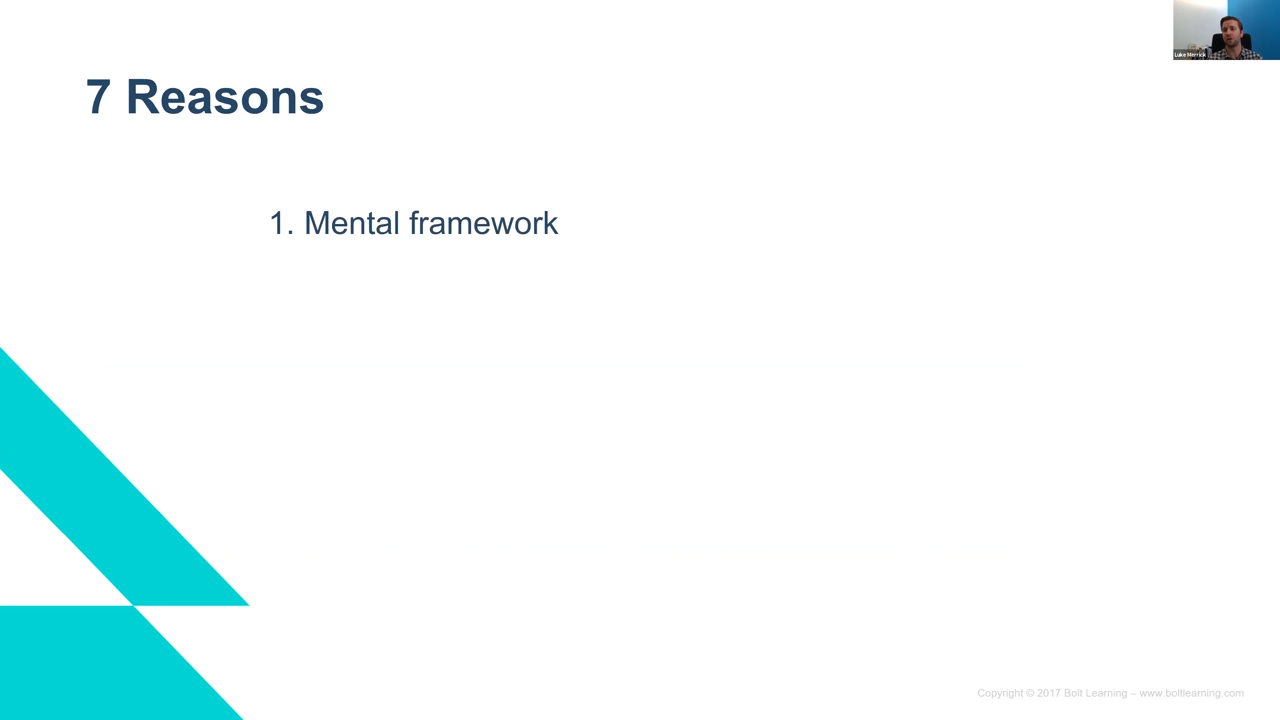 Luke Merrick
7 Reasons
1. Mental framework
Copyright © 2017 Bolt Learning – www.boltlearning.com